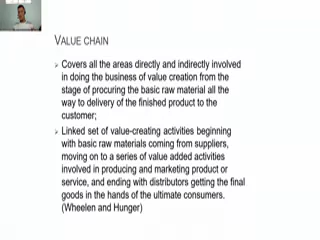 VALUE CHAIN
Covers all the areas directly and indirectly involved
in doing the business of value creation from the
stage of procuring the basic raw material all the
way to delivery of the finished product to the
customer;
Linked set of value-creating activities beginning
with basic raw materials coming from suppliers,
moving on to a series of value added activities
involved in producing and marketing product or
service, and ending with distributors getting the final
goods in the hands of the ultimate consumers.
(Wheelen and Hunger)